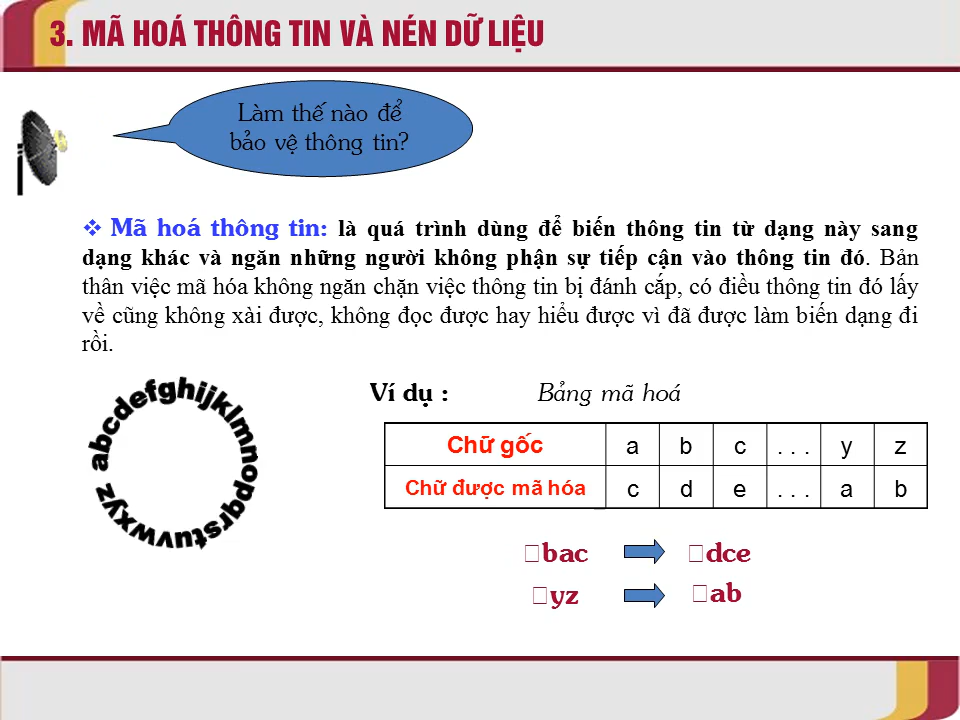 3. MÃ HOÁ THÔNG TIN VÀ NÉN DỮ LIỆU
Làm thế nào để
bảo vệ thông tin?
❖ Mã hoá thông tin: là quá trình dùng để biến thông tin từ dạng này sang
dạng khác và ngăn những người không phận sự tiếp cận vào thông tin đó. Bản
thân việc mã hóa không ngăn chặn việc thông tin bị đánh cắp, có điều thông tin đó lấy
về cũng không xài được, không đọc được hay hiểu được vì đã được làm biến dạng đi
rồi.
abcdefghijklmnopqrstuvwxyz
Ví dụ : Bảng mã hoá
Chữ gốc a b c . . . y z
Chữ được mã hóa c d e . . . a b
bac dce
yz ab